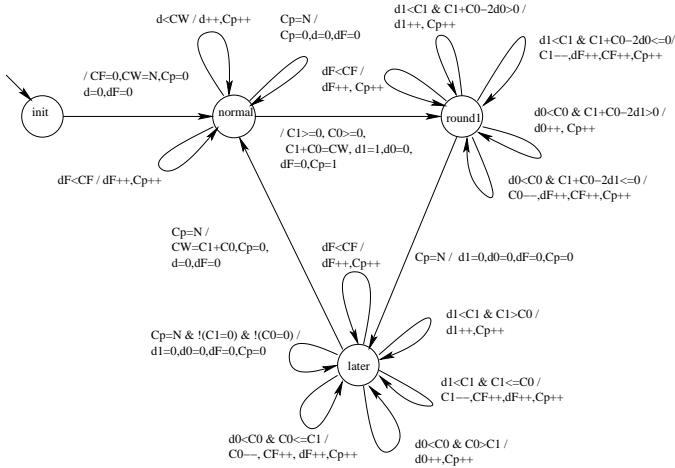 d<CW / d++,Cp++
Cp=N /
Cp=0,d=0,dF=0
d1<C1 & C1+C0−2d0>0 /
d1++, Cp++
d1<C1 & C1+C0−2d0<=0/
C1−−,dF++,CF++,Cp++
/ CF=0,CW=N,Cp=0
d=0,dF=0
dF<CF /
dF++, Cp++
init
normal
round1
d0<C0 & C1+C0−2d1>0 /
d0++, Cp++
/ C1>=0, C0>=0,
C1+C0=CW, d1=1,d0=0,
dF=0,Cp=1
dF<CF / dF++,Cp++
d0<C0 & C1+C0−2d1<=0 /
C0−−,dF++,CF++,Cp++
Cp=N /
CW=C1+C0,Cp=0,
d=0,dF=0
dF<CF /
dF++,Cp++
Cp=N / d1=0,d0=0,dF=0,Cp=0
d1<C1 & C1>C0 /
d1++,Cp++
Cp=N & !(C1=0) & !(C0=0) /
d1=0,d0=0,dF=0,Cp=0
later
d1<C1 & C1<=C0 /
C1−−,CF++,dF++,Cp++
d0<C0 & C0<=C1 /
C0−−, CF++, dF++,Cp++
d0<C0 & C0>C1 /
d0++,Cp++